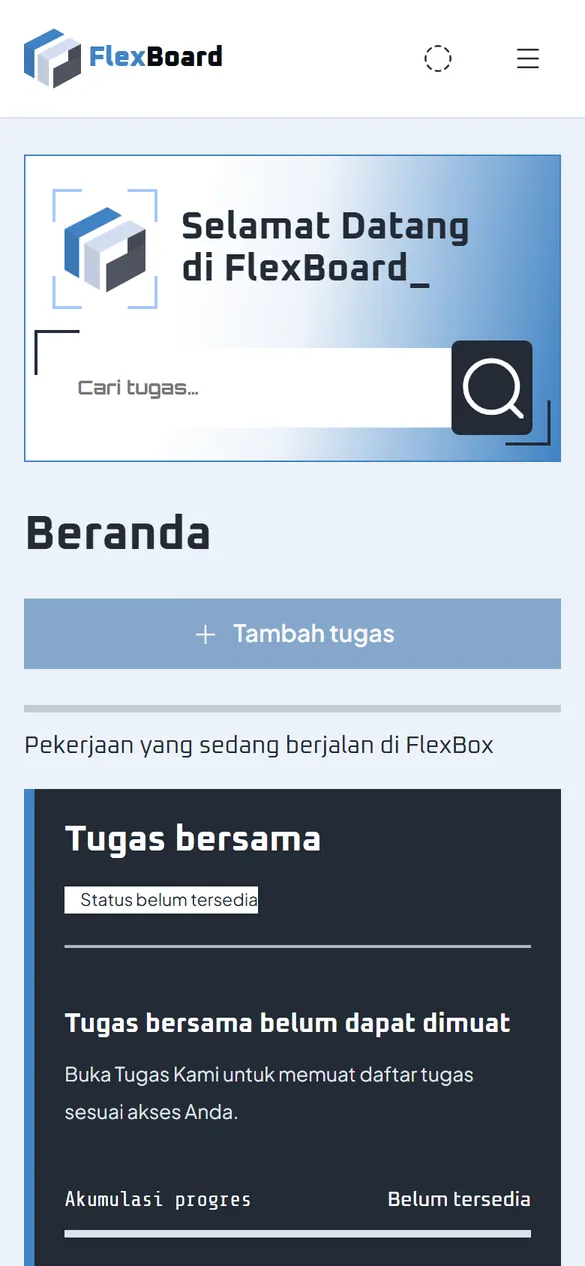 FlexBoard
Selamat Datang
di FlexBoard_
Cari tugas...
Beranda
Tambah tugas
Pekerjaan yang sedang berjalan di FlexBox
Tugas bersama
Status belum tersedia
Tugas bersama belum dapat dimuat
Buka Tugas Kami untuk memuat daftar tugas
sesuai akses Anda.
Akumulasi progres Belum tersedia